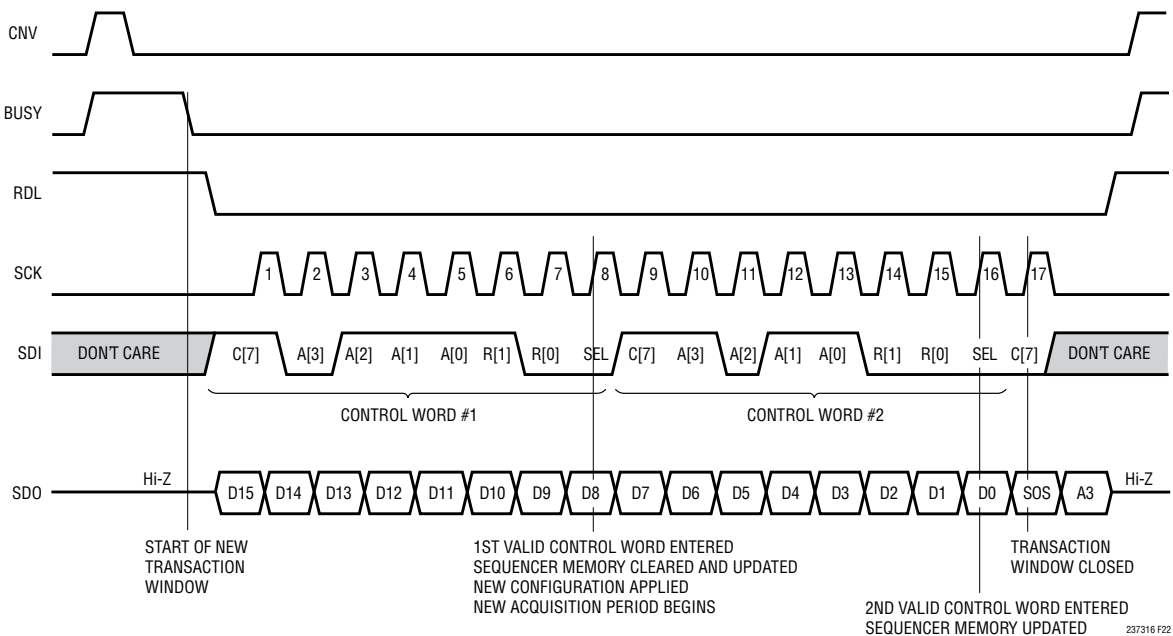 CNV
BUSY
RDL
SCK 1 2 3 4 5 6 7 8 9 10 11 12 13 14 15 16 17
SDI DON'T CARE C[7] A[3] A[2] A[1] A[0] R[1] R[0] SEL C[7] A[3] A[2] A[1] A[0] R[1] R[0] SEL C[7] DON'T CARE
CONTROL WORD #1 CONTROL WORD #2
SDO Hi-Z D15 D14 D13 D12 D11 D10 D9 D8 D7 D6 D5 D4 D3 D2 D1 D0 SOS A3 Hi-Z
START OF NEW
TRANSACTION
WINDOW
1ST VALID CONTROL WORD ENTERED
SEQUENCER MEMORY CLEARED AND UPDATED
NEW CONFIGURATION APPLIED
NEW ACQUISITION PERIOD BEGINS
TRANSACTION
WINDOW CLOSED
2ND VALID CONTROL WORD ENTERED
SEQUENCER MEMORY UPDATED
237316 F22